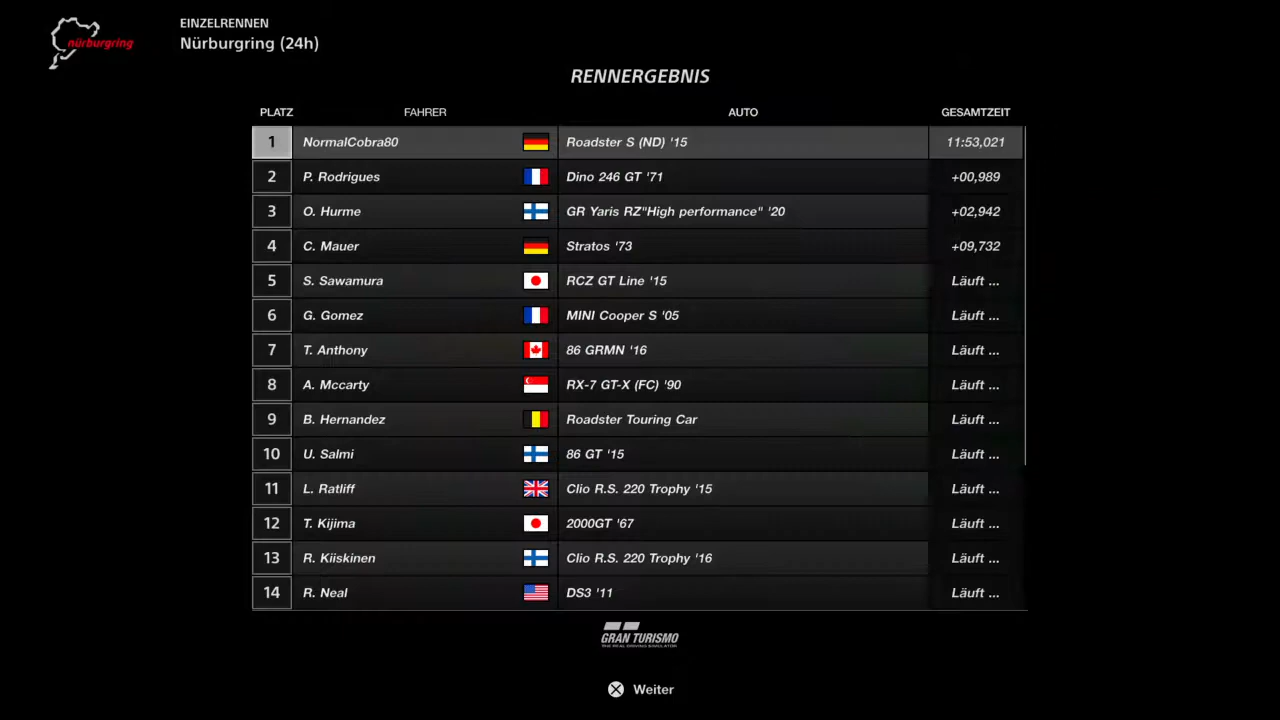 EINZELRENNEN
nürburgring
Nürburgring (24h)
RENNERGEBNIS
PLATZ FAHRER AUTO GESAMTZEIT
1 NormalCobra80 Roadster S (ND) '15 11:53,021
2 P. Rodrigues Dino 246 GT '71 +00,989
3 O. Hurme GR Yaris RZ"High performance" '20 +02,942
4 C. Mauer Stratos '73 +09,732
5 S. Sawamura RCZ GT Line '15 Läuft ...
6 G. Gomez MINI Cooper S '05 Läuft ...
7 T. Anthony 86 GRMN '16 Läuft ...
8 A. Mccarty RX-7 GT-X (FC) '90 Läuft ...
9 B. Hernandez Roadster Touring Car Läuft ...
10 U. Salmi 86 GT '15 Läuft ...
11 L. Ratliff Clio R.S. 220 Trophy '15 Läuft ...
12 T. Kijima 2000GT '67 Läuft ...
13 R. Kiiskinen Clio R.S. 220 Trophy '16 Läuft ...
14 R. Neal DS3 '11 Läuft ...
GRAN TURISMO
THE REAL DRIVING SIMULATOR
Weiter